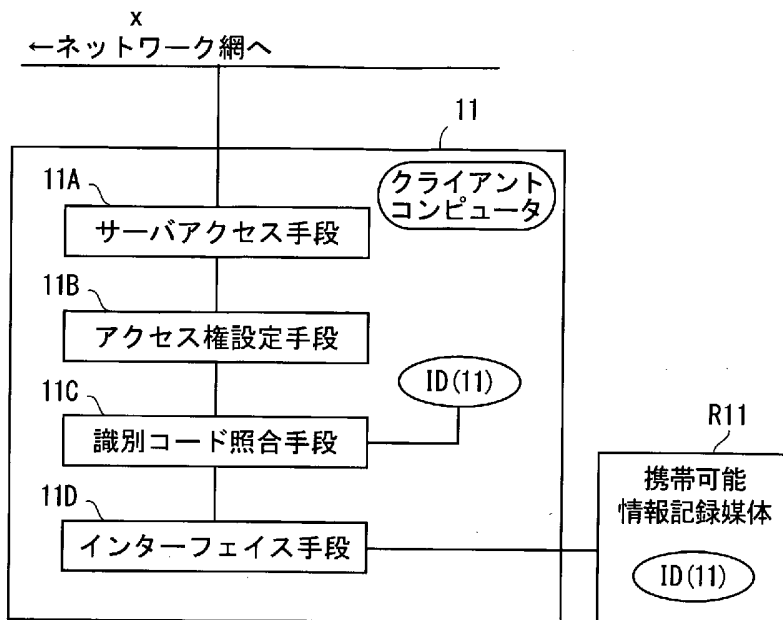 x
←ネットワーク網へ
11
クライアント
コンピュータ
11A
サーバアクセス手段
11B
アクセス権設定手段
ID(11)
11C
識別コード照合手段
R11
携帯可能
情報記録媒体
11D
インターフェイス手段
ID(11)